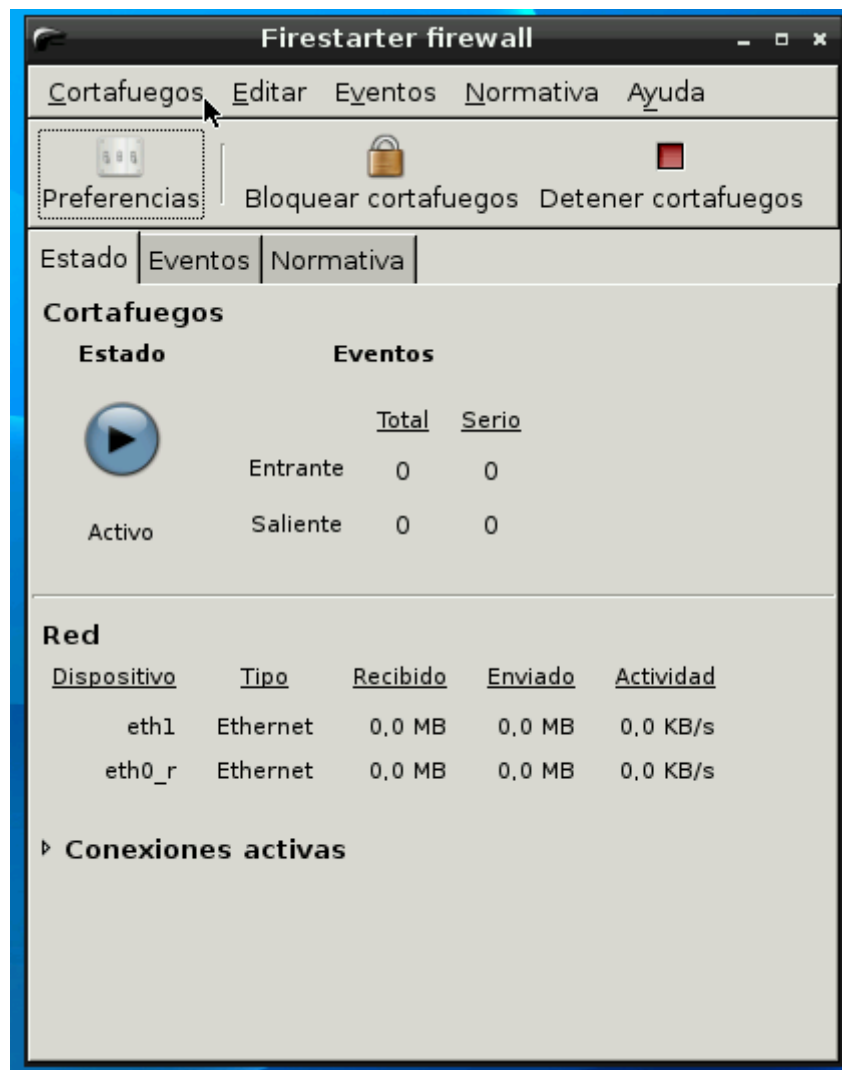 Firestarter firewall
Cortafuegos Editar Eventos Normativa Ayuda
Preferencias Bloquear cortafuegos Detener cortafuegos
Estado Eventos Normativa
Cortafuegos
Estado Eventos
Total Serio
Entrante 0 0
Activo Saliente 0 0
Red
Dispositivo Tipo Recibido Enviado Actividad
eth1 Ethernet 0,0 MB 0,0 MB 0,0 KB/s
eth0_r Ethernet 0,0 MB 0,0 MB 0,0 KB/s
Conexiones activas